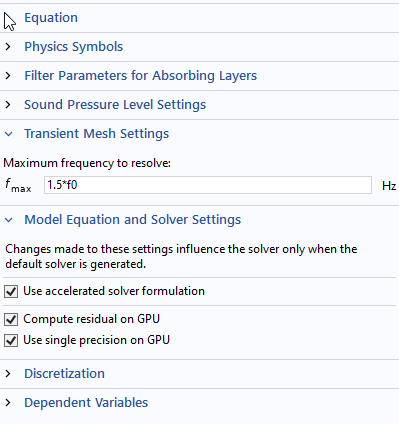 Equation
Physics Symbols
Filter Parameters for Absorbing Layers
Sound Pressure Level Settings
Transient Mesh Settings
Maximum frequency to resolve:
fmax 1.5*f0 Hz
Model Equation and Solver Settings
Changes made to these settings influence the solver only when the
default solver is generated.
Use accelerated solver formulation
Compute residual on GPU
Use single precision on GPU
Discretization
Dependent Variables